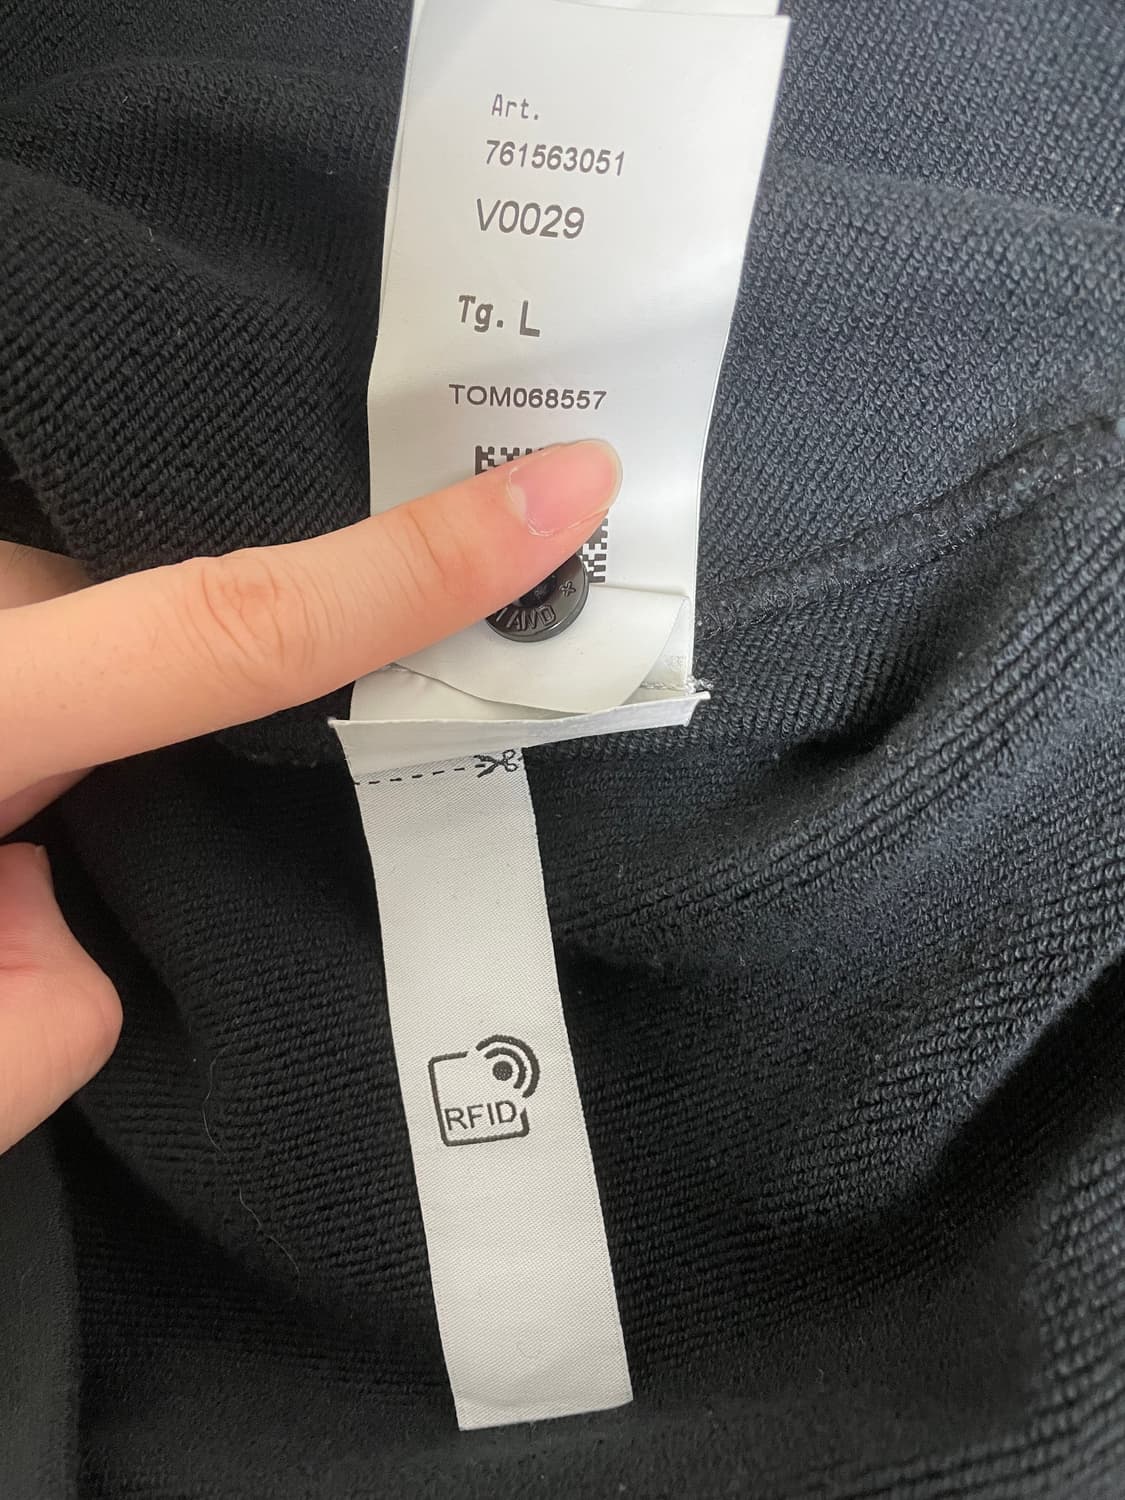 Art.
761563051
V0029
Tg. L
TOM068557
RFID